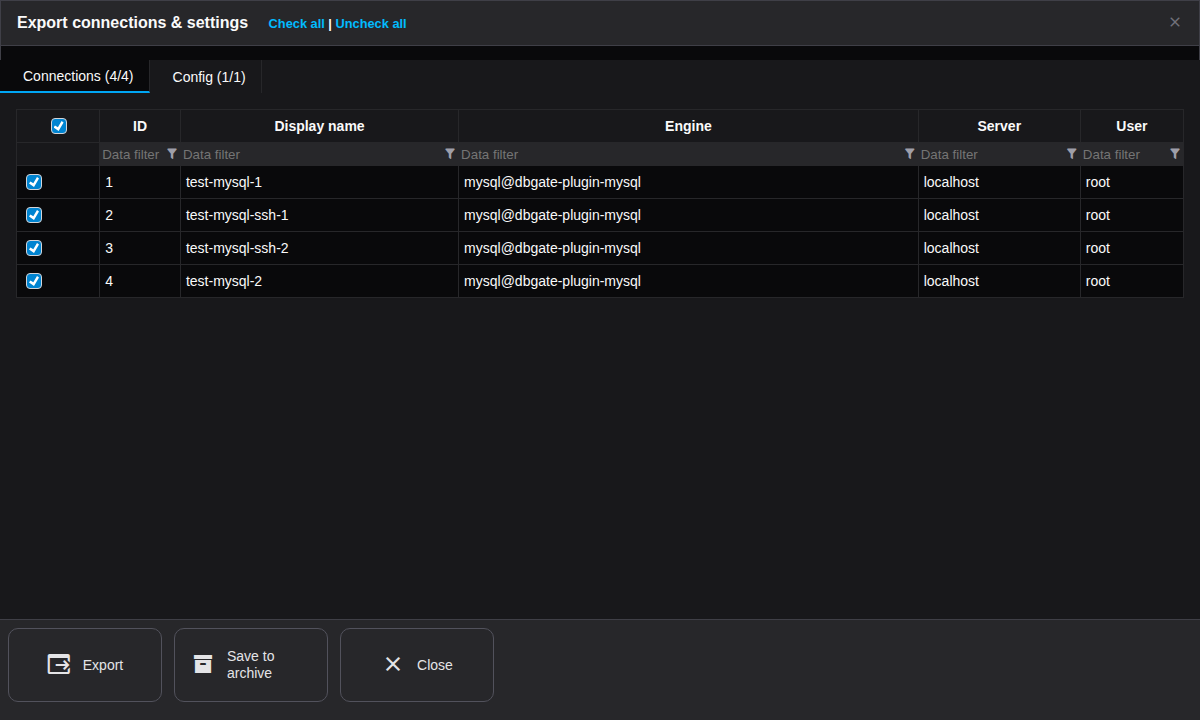 Export connections & settings Check all | Uncheck all ×
Connections (4/4) Config (1/1)
ID Display name Engine Server User
Data filter Data filter Data filter Data filter Data filter
1 test-mysql-1 mysql@dbgate-plugin-mysql localhost root
2 test-mysql-ssh-1 mysql@dbgate-plugin-mysql localhost root
3 test-mysql-ssh-2 mysql@dbgate-plugin-mysql localhost root
4 test-mysql-2 mysql@dbgate-plugin-mysql localhost root
Export
Save to
archive
Close